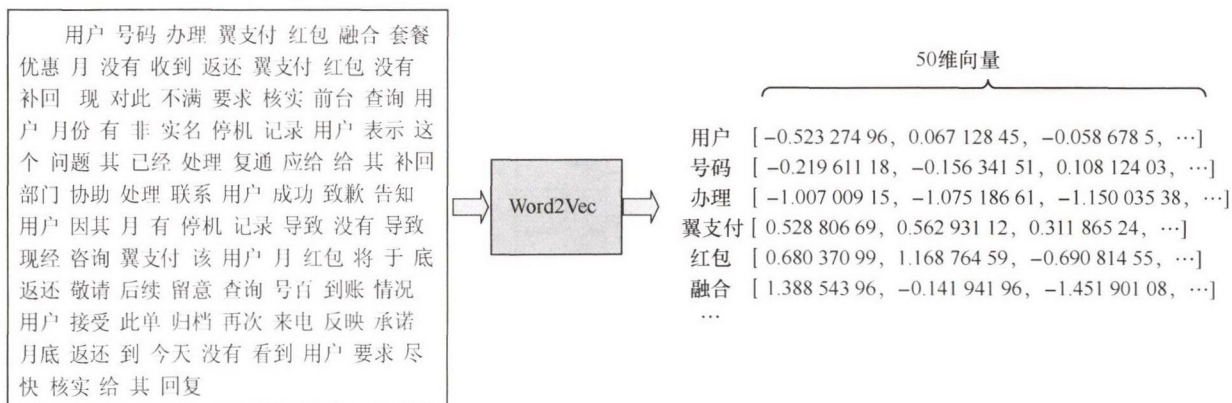 用户 号码 办理 翼支付 红包 融合 套餐
优惠 月 没有 收到 返还 翼支付 红包 没有
补回 现 对此 不满 要求 核实 前台 查询 用
户 月份 有 非 实名 停机 记录 用户 表示 这
个 问题 其 已经 处理 复通 应给 给 其 补回
部门 协助 处理 联系 用户 成功 致歉 告知
用户 因其 月 有 停机 记录 导致 没有 导致
现经 咨询 翼支付 该 用户 月 红包 将 于 底
返还 敬请 后续 留意 查询 号百 到账 情况
用户 接受 此单 归档 再次 来电 反映 承诺
月底 返还 到 今天 没有 看到 用户 要求 尽
快 核实 给 其 回复
Word2Vec
50维向量
用户 [ −0.523 274 96, 0.067 128 45, −0.058 678 5, …]
号码 [ −0.219 611 18, −0.156 341 51, 0.108 124 03, …]
办理 [ −1.007 009 15, −1.075 186 61, −1.150 035 38, …]
翼支付 [ 0.528 806 69, 0.562 931 12, 0.311 865 24, …]
红包 [ 0.680 370 99, 1.168 764 59, −0.690 814 55, …]
融合 [ 1.388 543 96, −0.141 941 96, −1.451 901 08, …]
…